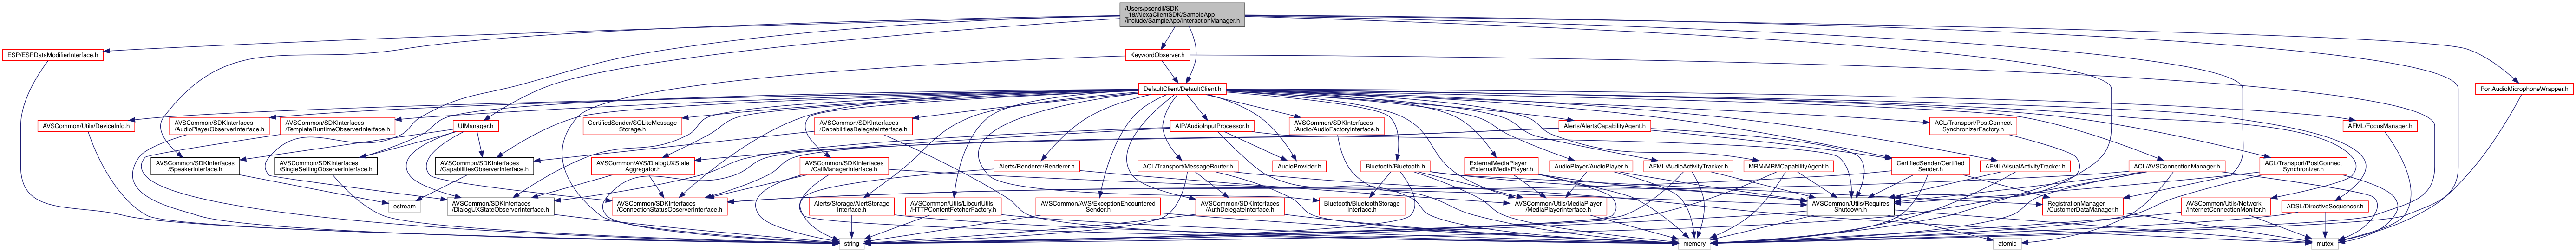 /Users/psendil/SDK
_18/AlexaClientSDK/SampleApp
/include/SampleApp/InteractionManager.h
ESP/ESPDataModifierInterface.h
KeywordObserver.h
DefaultClient/DefaultClient.h
PortAudioMicrophoneWrapper.h
AVSCommon/Utils/DeviceInfo.h
AVSCommon/SDKInterfaces
/AudioPlayerObserverInterface.h
AVSCommon/SDKInterfaces
/TemplateRuntimeObserverInterface.h
UIManager.h
CertifiedSender/SQLiteMessage
Storage.h
AVSCommon/SDKInterfaces
/CapabilitiesDelegateInterface.h
AIP/AudioInputProcessor.h
AVSCommon/SDKInterfaces
/Audio/AudioFactoryInterface.h
Alerts/AlertsCapabilityAgent.h
ACL/Transport/PostConnect
SynchronizerFactory.h
AFML/FocusManager.h
AVSCommon/SDKInterfaces
/SpeakerInterface.h
AVSCommon/SDKInterfaces
/SingleSettingObserverInterface.h
AVSCommon/SDKInterfaces
/CapabilitiesObserverInterface.h
AVSCommon/AVS/DialogUXState
Aggregator.h
AVSCommon/SDKInterfaces
/CallManagerInterface.h
Alerts/Renderer/Renderer.h
ACL/Transport/MessageRouter.h
AudioProvider.h
Bluetooth/Bluetooth.h
ExternalMediaPlayer
/ExternalMediaPlayer.h
AudioPlayer/AudioPlayer.h
AFML/AudioActivityTracker.h
MRM/MRMCapabilityAgent.h
CertifiedSender/Certified
Sender.h
AFML/VisualActivityTracker.h
ACL/AVSConnectionManager.h
ACL/Transport/PostConnect
Synchronizer.h
ostream
AVSCommon/SDKInterfaces
/DialogUXStateObserverInterface.h
AVSCommon/SDKInterfaces
/ConnectionStatusObserverInterface.h
Alerts/Storage/AlertStorage
Interface.h
AVSCommon/Utils/LibcurlUtils
/HTTPContentFetcherFactory.h
AVSCommon/AVS/ExceptionEncountered
Sender.h
AVSCommon/SDKInterfaces
/AuthDelegateInterface.h
Bluetooth/BluetoothStorage
Interface.h
AVSCommon/Utils/MediaPlayer
/MediaPlayerInterface.h
AVSCommon/Utils/Requires
Shutdown.h
RegistrationManager
/CustomerDataManager.h
AVSCommon/Utils/Network
/InternetConnectionMonitor.h
ADSL/DirectiveSequencer.h
string
memory
atomic
mutex